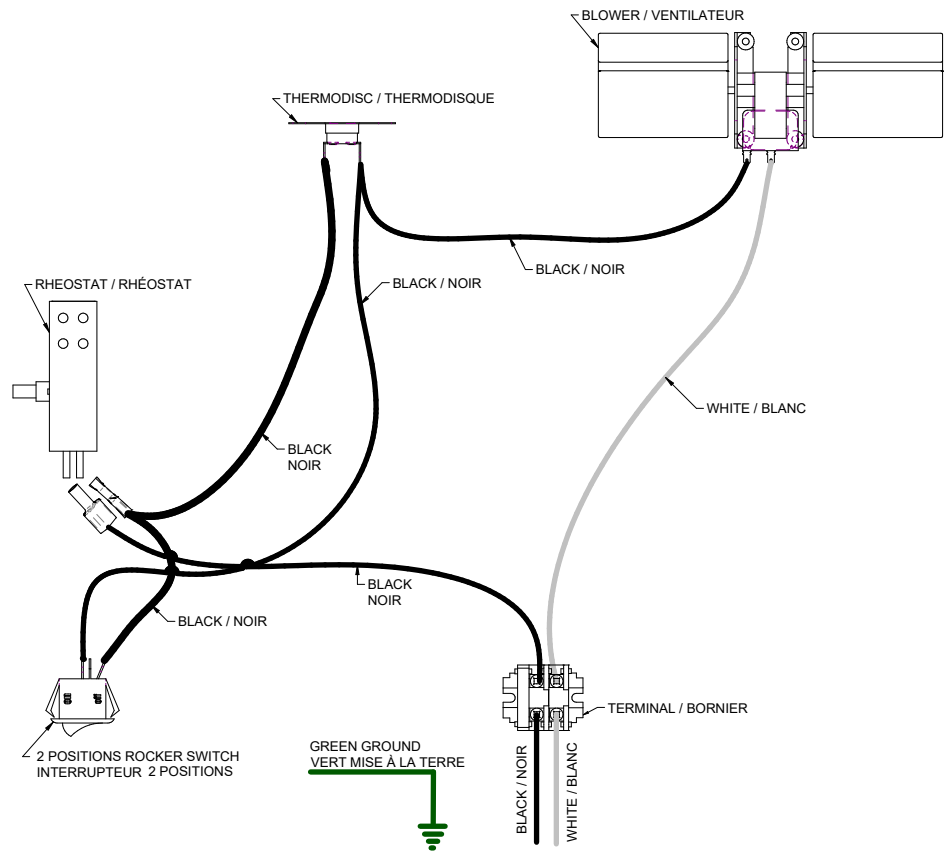 BLOWER / VENTILATEUR
THERMODISC / THERMODISQUE
BLACK / NOIR
BLACK / NOIR
RHEOSTAT / RHÉOSTAT
WHITE / BLANC
BLACK
NOIR
BLACK
NOIR
BLACK / NOIR
TERMINAL / BORNIER
2 POSITIONS ROCKER SWITCH
INTERRUPTEUR 2 POSITIONS
GREEN GROUND
VERT MISE À LA TERRE
BLACK / NOIR
WHITE / BLANC